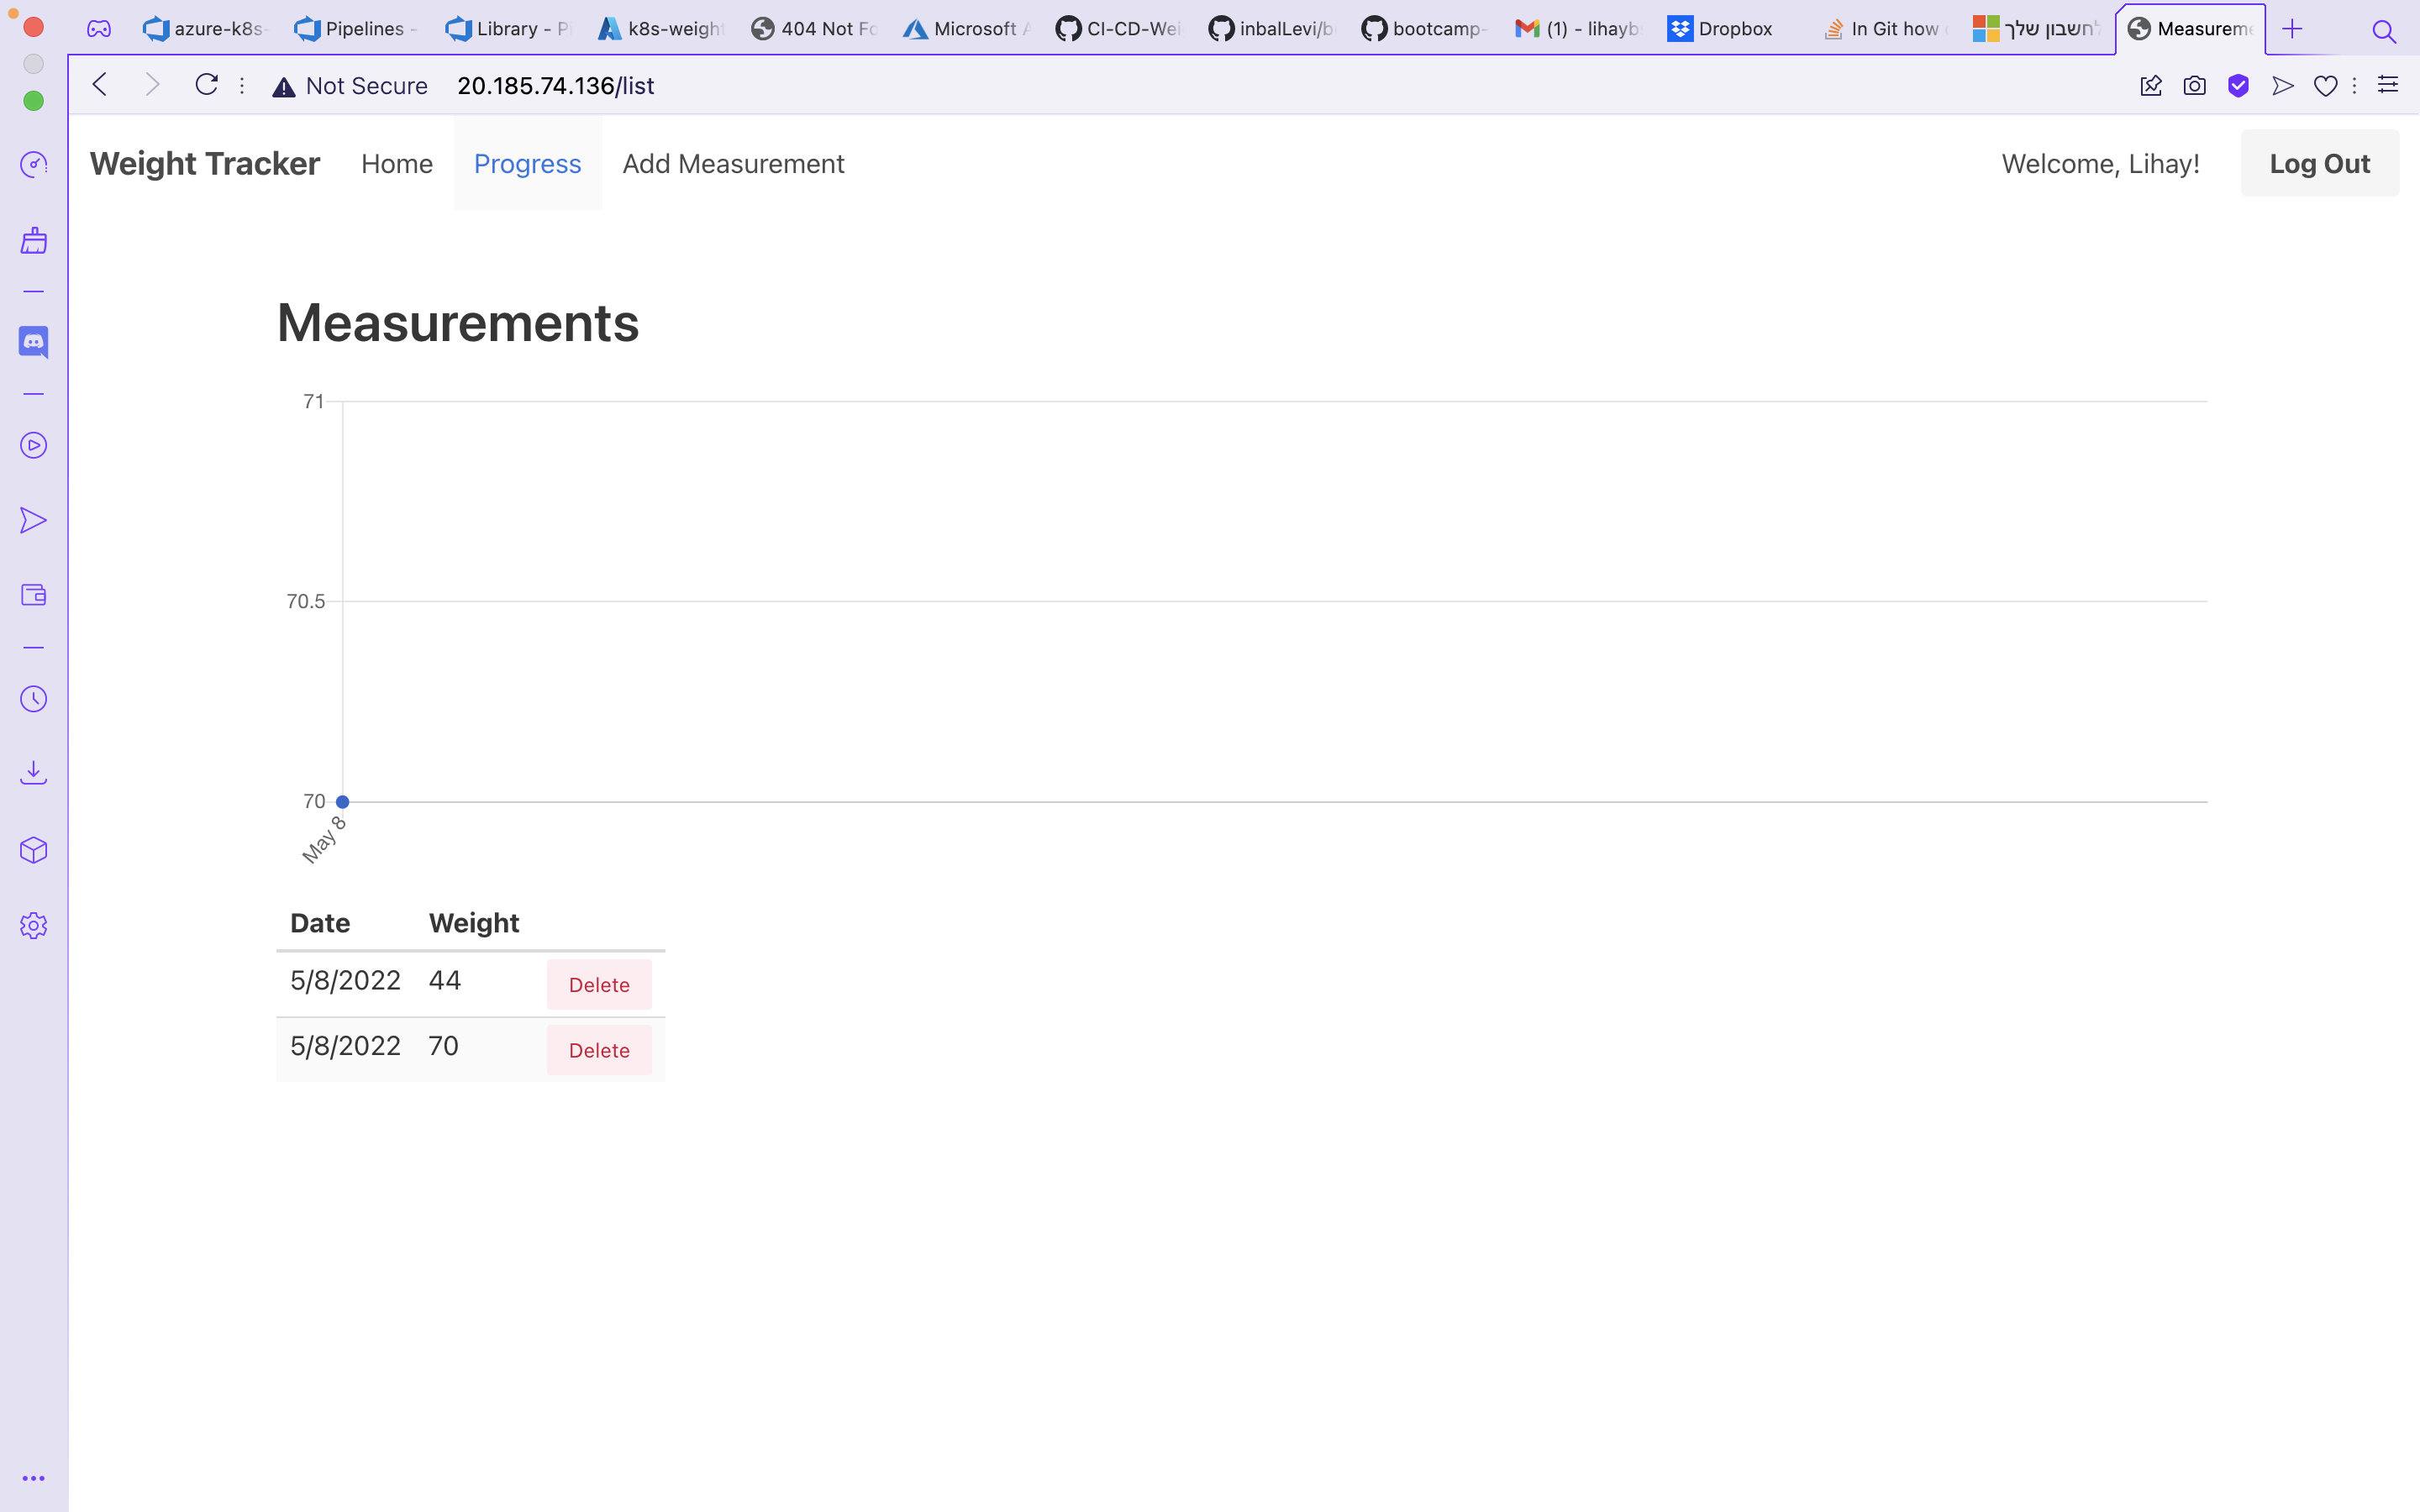 azure-k8s- Pipelines - Library - P k8s-weight 404 Not Fo Microsoft A CI-CD-Wei inbalLevi/b bootcamp- (1) - lihayb Dropbox In Git how לחשבון שלך Measureme
Not Secure 20.185.74.136/list
Weight Tracker Home Progress Add Measurement Welcome, Lihay! Log Out
Measurements
71
70.5
70
May 8
Date Weight
5/8/2022 44 Delete
5/8/2022 70 Delete